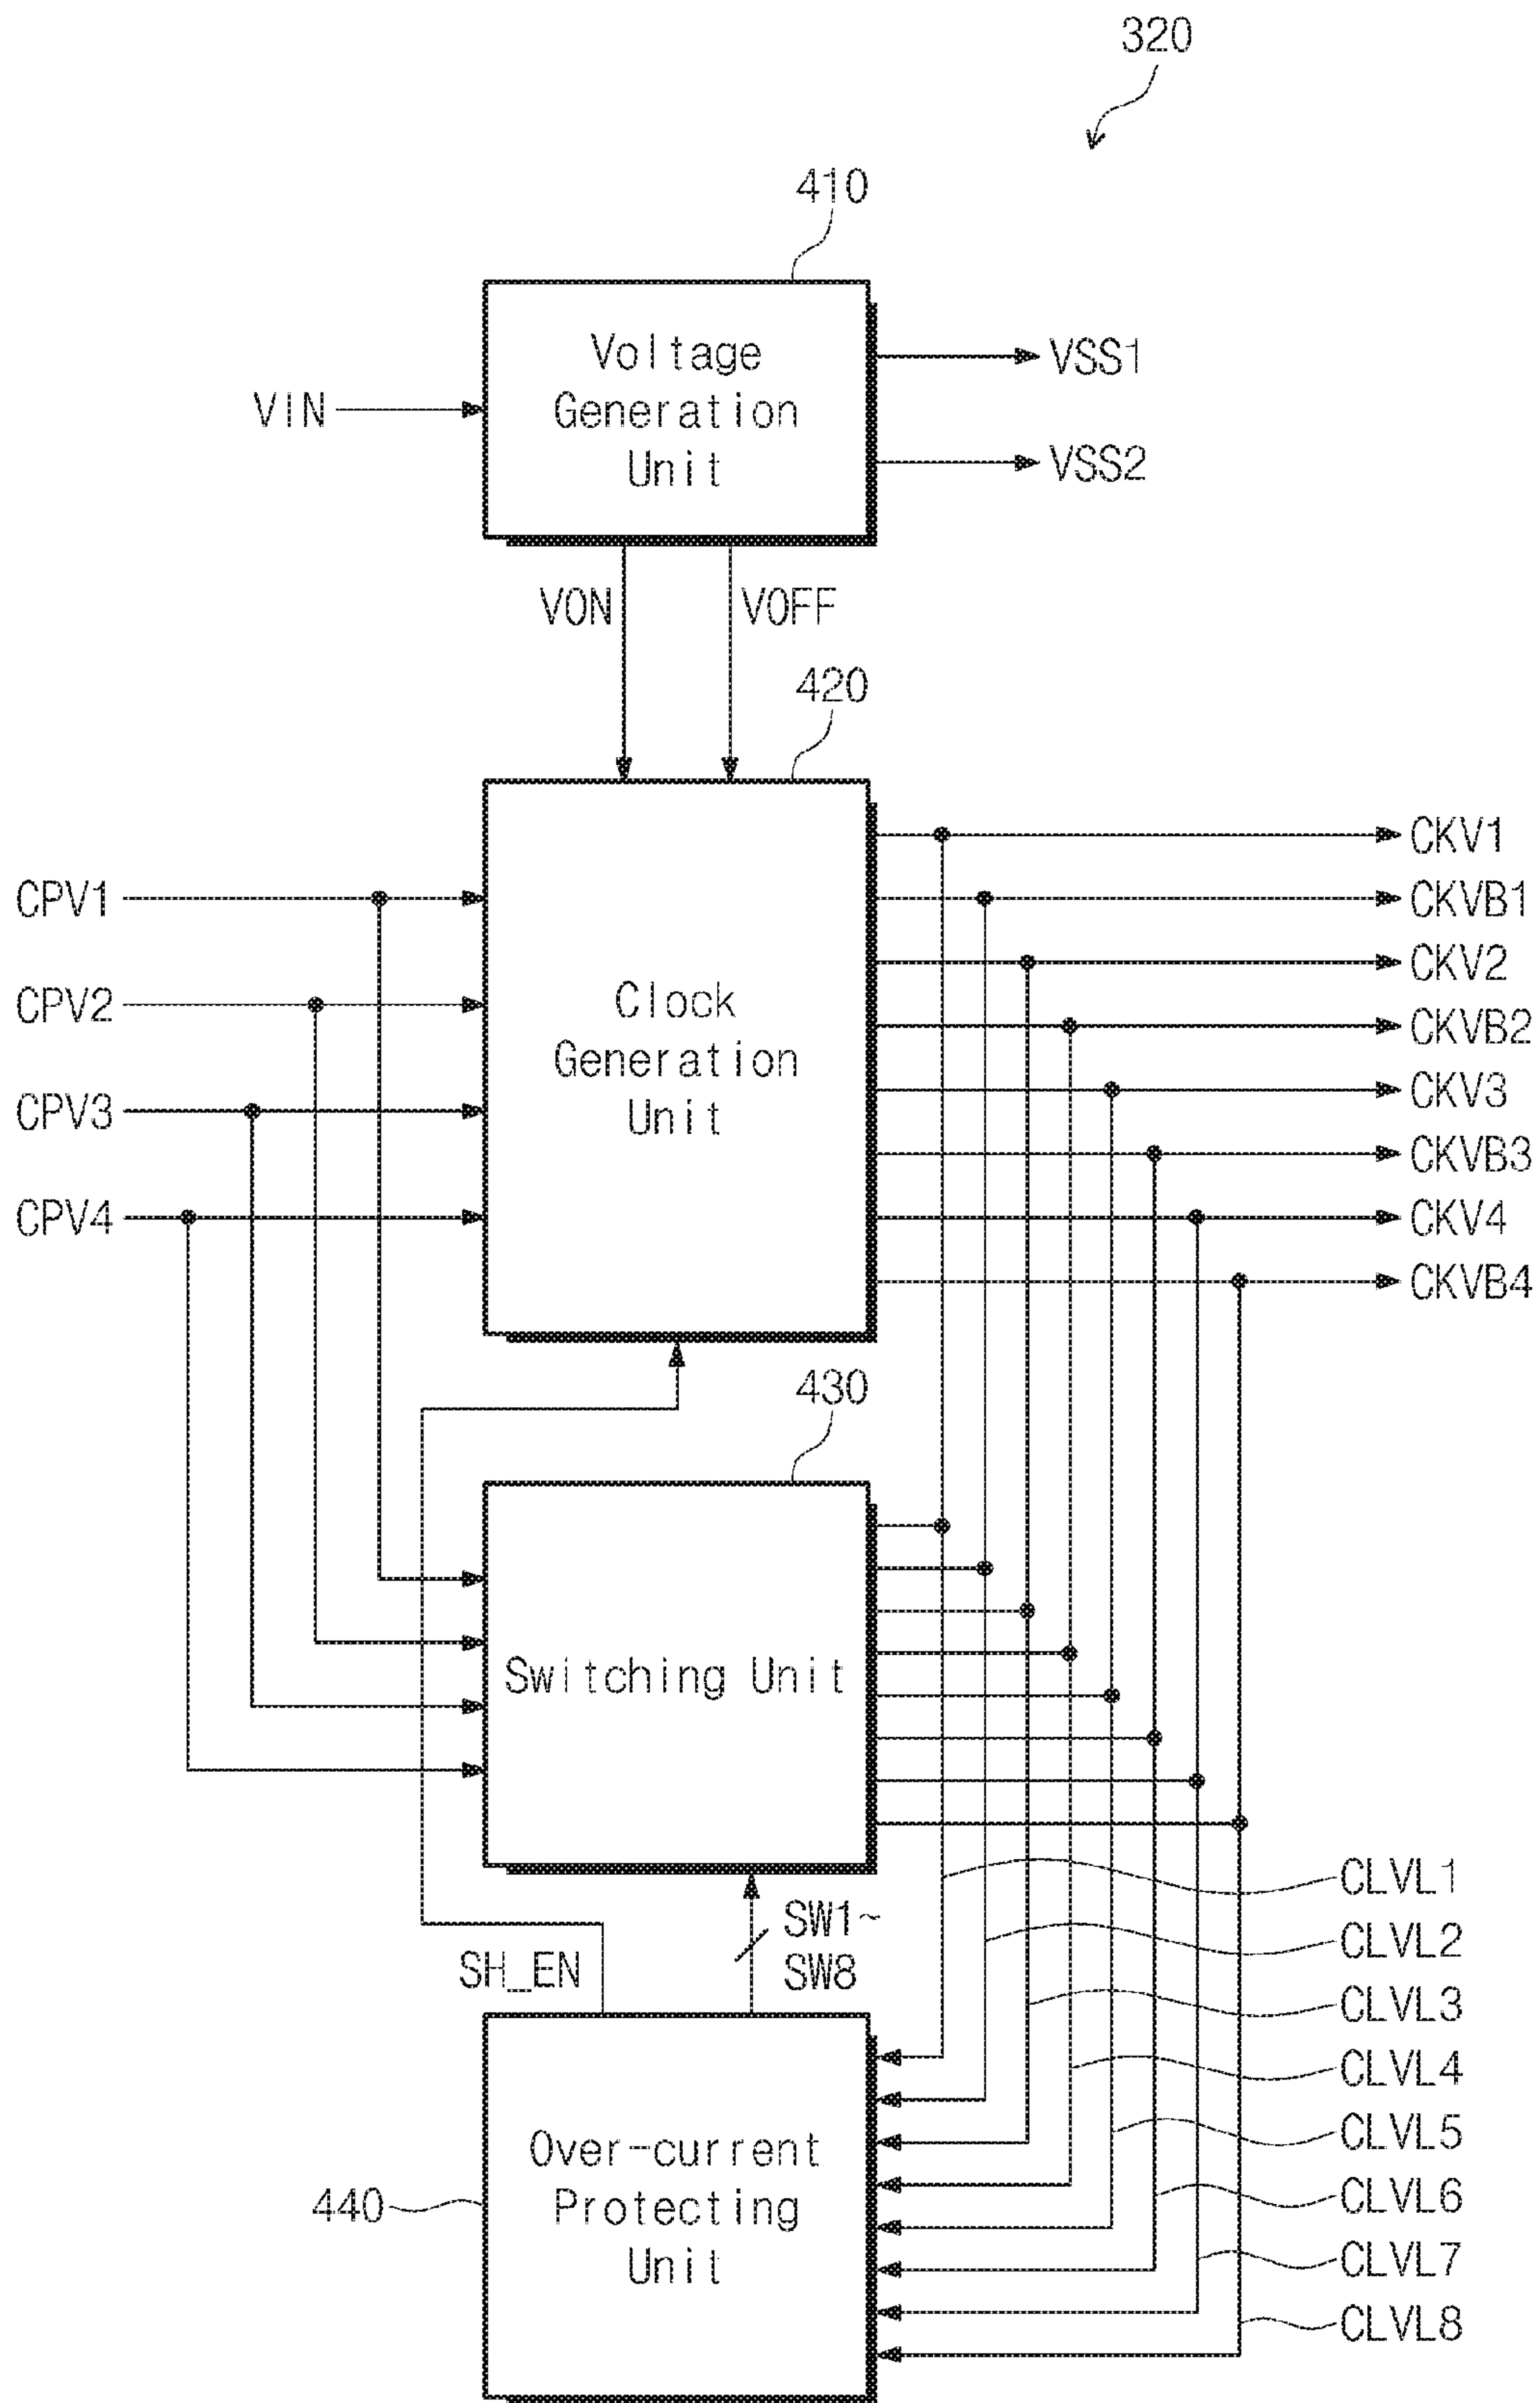 320
410
Voltage
Generation
Unit
VIN
VSS1
VSS2
VON
VOFF
420
Clock
Generation
Unit
CPV1
CPV2
CPV3
CPV4
CKV1
CKVB1
CKV2
CKVB2
CKV3
CKVB3
CKV4
CKVB4
430
Switching Unit
SH_EN
SW1~
SW8
CLVL1
CLVL2
CLVL3
CLVL4
CLVL5
CLVL6
CLVL7
CLVL8
440
Over-current
Protecting
Unit